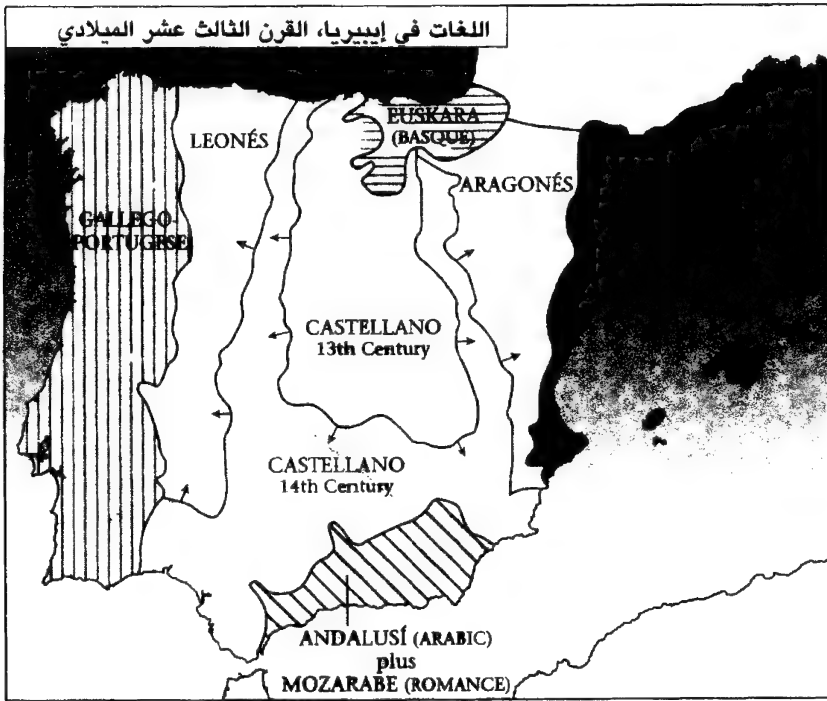 اللغات في إيبيريا، القرن الثالث عشر الميلادي
EUSKARA
(BASQUE)
LEONÉS
ARAGONÉS
GALLEGO-
PORTUGESE
CASTELLANO
13th Century
CASTELLANO
14th Century
ANDALUSÍ (ARABIC)
plus
MOZARABE (ROMANCE)